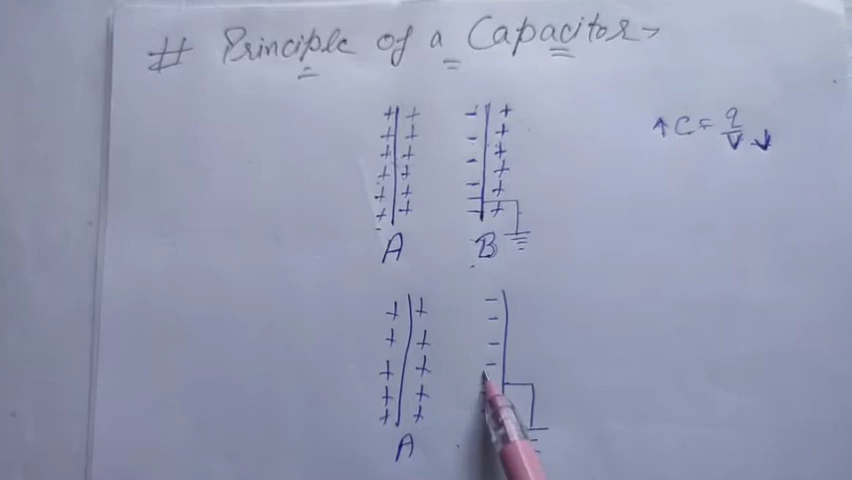 # Principle of a Capacitor →
↑ C = q/V ↓
A B
A